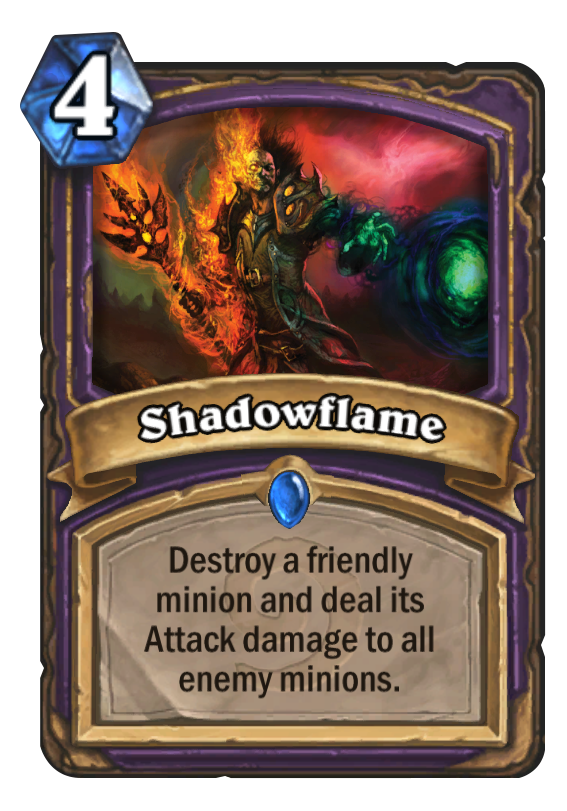 4
Shadowflame
Destroy a friendly
minion and deal its
Attack damage to all
enemy minions.